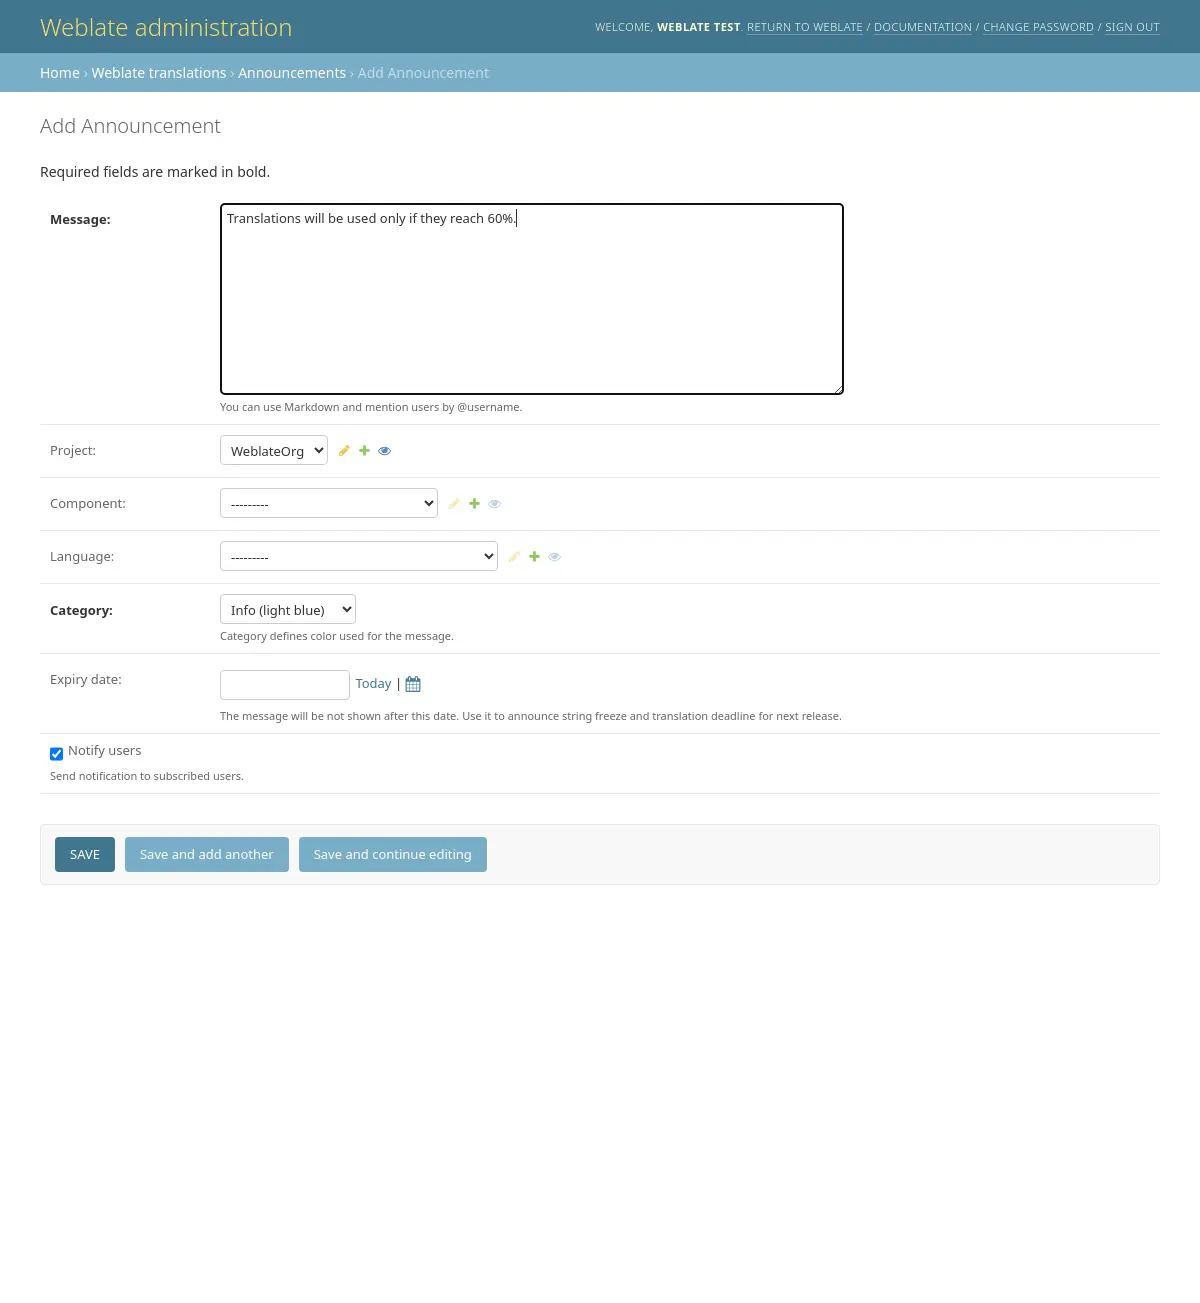 Weblate administration
WELCOME, WEBLATE TEST. RETURN TO WEBLATE / DOCUMENTATION / CHANGE PASSWORD / SIGN OUT
Home › Weblate translations › Announcements › Add Announcement
Add Announcement
Required fields are marked in bold.
Message:
Translations will be used only if they reach 60%.
You can use Markdown and mention users by @username.
Project:
WeblateOrg
Component:
---------
Language:
---------
Category:
Info (light blue)
Category defines color used for the message.
Expiry date:
Today |
The message will be not shown after this date. Use it to announce string freeze and translation deadline for next release.
Notify users
Send notification to subscribed users.
SAVE
Save and add another
Save and continue editing